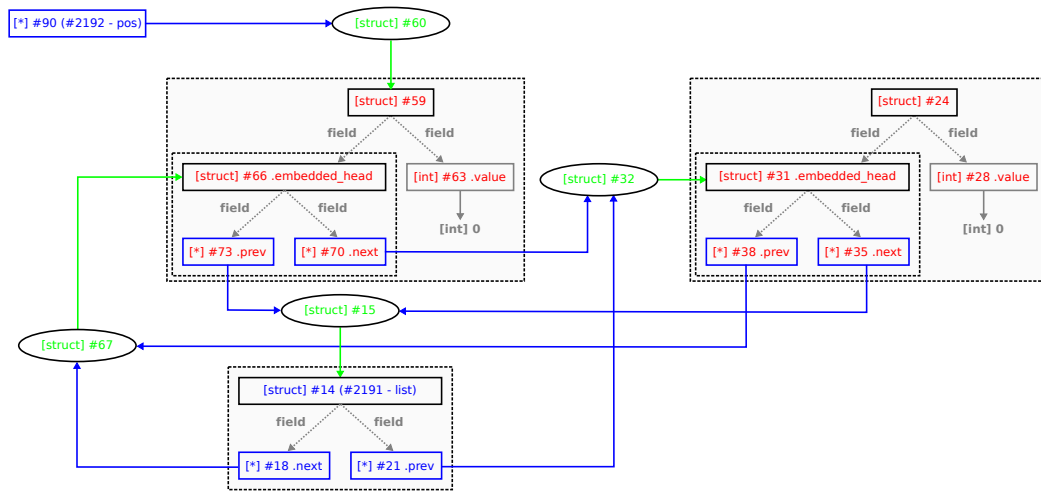 [*] #90 (#2192 - pos)
[struct] #60
[struct] #59
[struct] #24
field
field
field
field
[struct] #66 .embedded_head
[int] #63 .value
[struct] #32
[struct] #31 .embedded_head
[int] #28 .value
field
field
[int] 0
field
field
[int] 0
[*] #73 .prev
[*] #70 .next
[*] #38 .prev
[*] #35 .next
[struct] #15
[struct] #67
[struct] #14 (#2191 - list)
field
field
[*] #18 .next
[*] #21 .prev